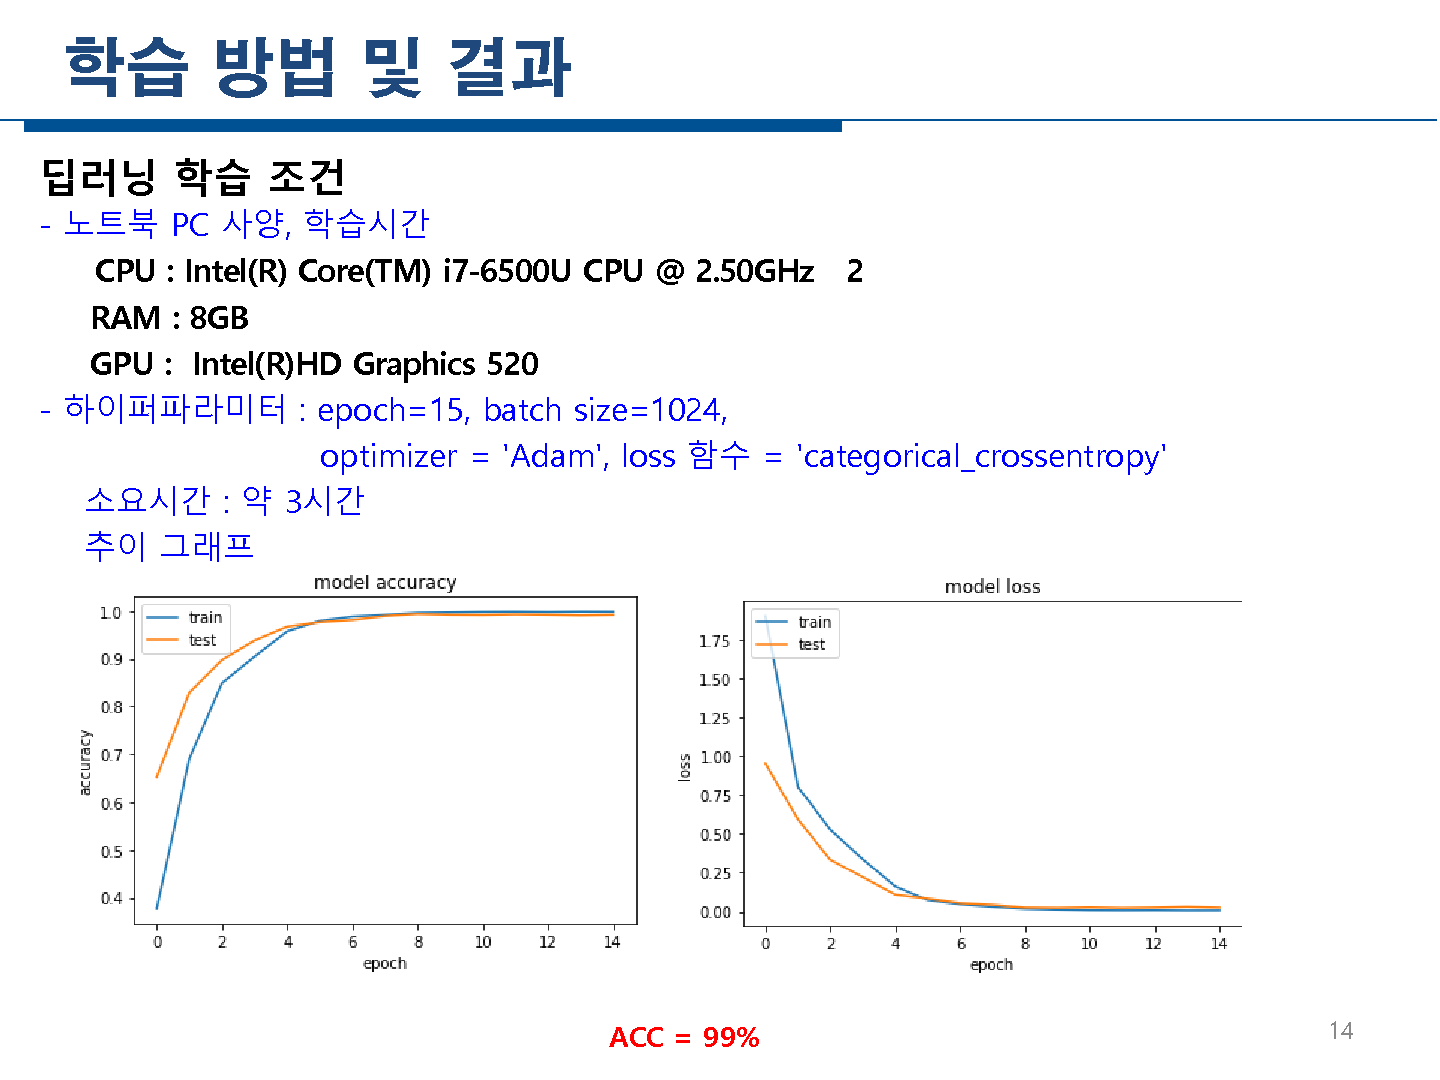 학습 방법 및 결과
딥러닝 학습 조건
- 노트북 PC 사양, 학습시간
CPU : Intel(R) Core(TM) i7-6500U CPU @ 2.50GHz 2
RAM : 8GB
GPU : Intel(R)HD Graphics 520
- 하이퍼파라미터 : epoch=15, batch size=1024,
optimizer = 'Adam', loss 함수 = 'categorical_crossentropy'
소요시간 : 약 3시간
추이 그래프
model accuracy
train
test
1.0
0.9
0.8
0.7
0.6
0.5
0.4
accuracy
0 2 4 6 8 10 12 14
epoch
model loss
train
test
1.75
1.50
1.25
1.00
0.75
0.50
0.25
0.00
loss
0 2 4 6 8 10 12 14
epoch
ACC = 99%
14